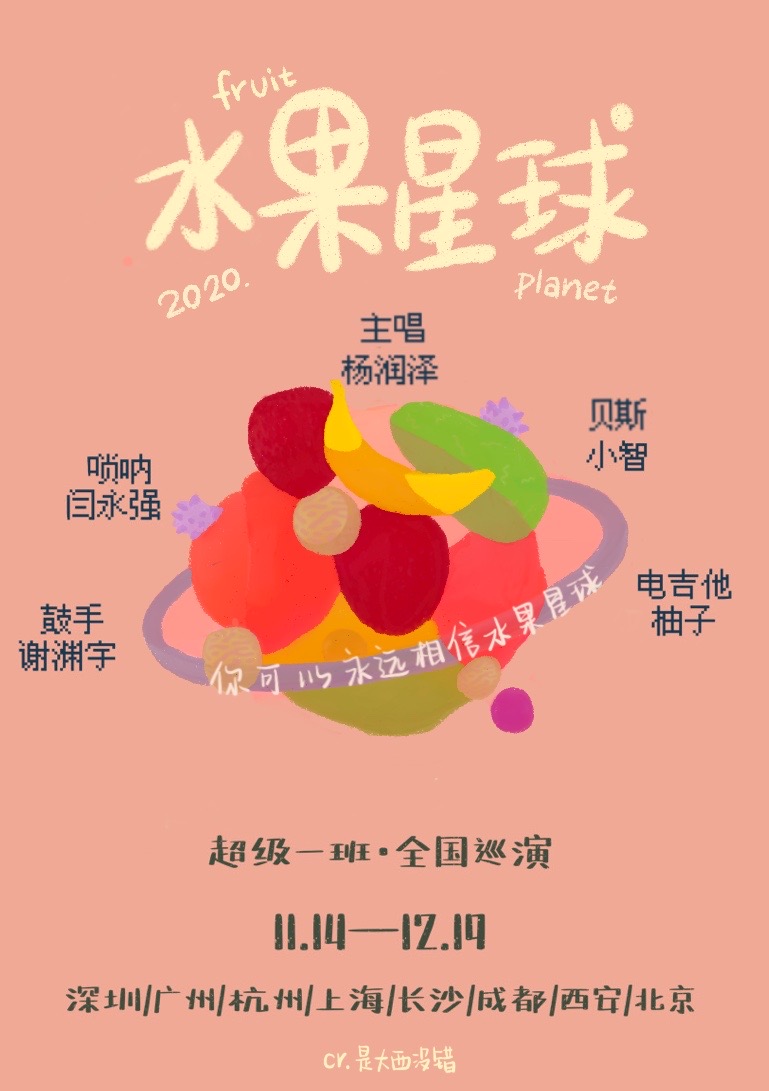 fruit
水果星球
2020.
planet
主唱
杨润泽
贝斯
小智
唢呐
闫永强
电吉他
柚子
鼓手
谢渊宇
你可以永远相信水果星球
超级一班·全国巡演
11.14—12.19
深圳/广州/杭州/上海/长沙/成都/西安/北京
cr.是大西没错